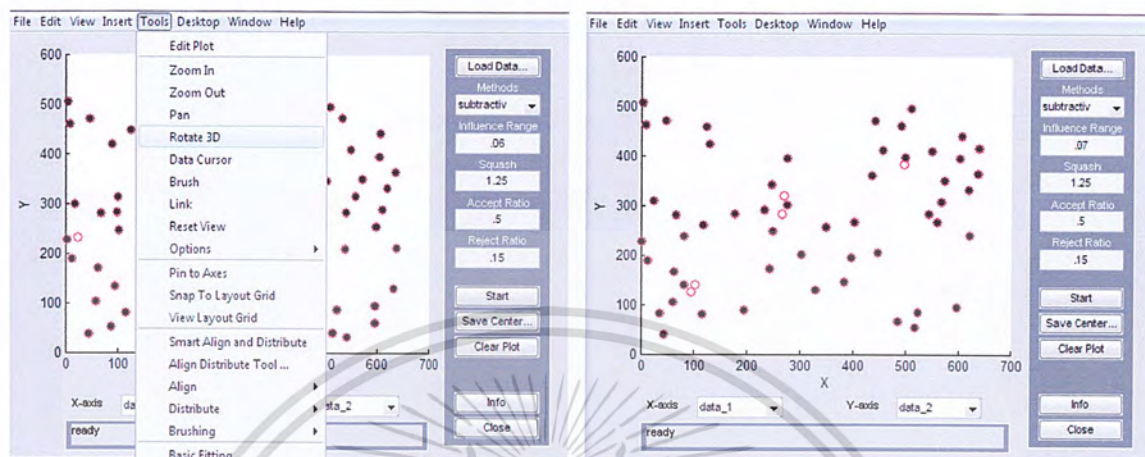 File Edit View Insert Tools Desktop Window Help
Edit Plot
Zoom In
Zoom Out
Pan
Rotate 3D
Data Cursor
Brush
Link
Reset View
Options
Pin to Axes
Snap To Layout Grid
View Layout Grid
Smart Align and Distribute
Align Distribute Tool ...
Align
Distribute
Brushing
Basic Fitting
600
500
400
300
200
100
0
Y
0 100 500 600 700
X-axis da ata_2
ready
Load Data...
Methods
subtractiv
Influence Range
.06
Squash
1.25
Accept Ratio
.5
Reject Ratio
.15
Start
Save Center...
Clear Plot
Info
Close
File Edit View Insert Tools Desktop Window Help
600
500
400
300
200
100
0
Y
0 100 200 300 400 500 600 700
X
X-axis data_1 Y-axis data_2
ready
Load Data...
Methods
subtractiv
Influence Range
.07
Squash
1.25
Accept Ratio
.5
Reject Ratio
.15
Start
Save Center...
Clear Plot
Info
Close